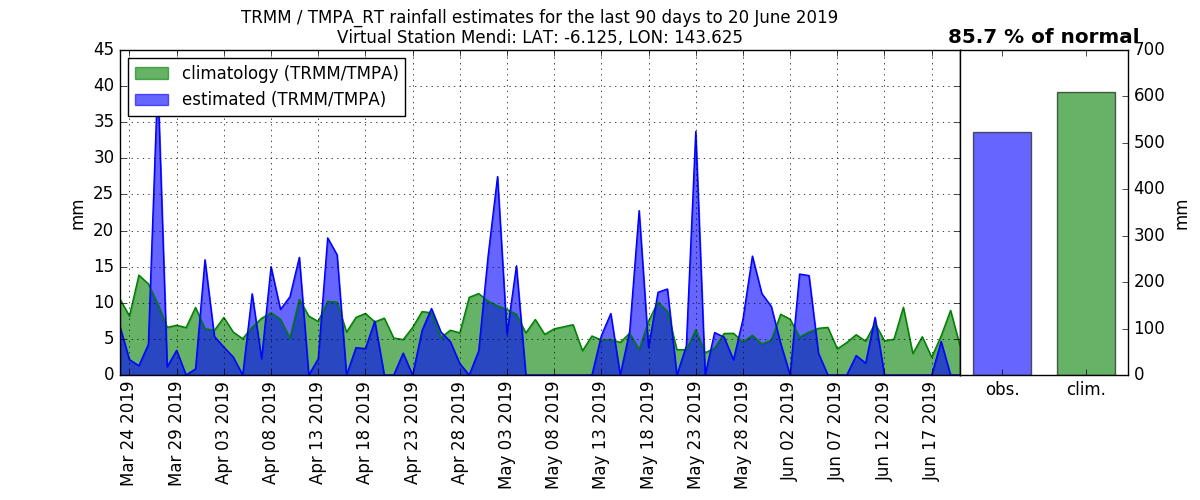 TRMM / TMPA_RT rainfall estimates for the last 90 days to 20 June 2019
Virtual Station Mendi: LAT: -6.125, LON: 143.625
85.7 % of normal
climatology (TRMM/TMPA)
estimated (TRMM/TMPA)
mm
45
40
35
30
25
20
15
10
5
0
Mar 24 2019
Mar 29 2019
Apr 03 2019
Apr 08 2019
Apr 13 2019
Apr 18 2019
Apr 23 2019
Apr 28 2019
May 03 2019
May 08 2019
May 13 2019
May 18 2019
May 23 2019
May 28 2019
Jun 02 2019
Jun 07 2019
Jun 12 2019
Jun 17 2019
700
600
500
400
300
200
100
0
mm
obs.
clim.